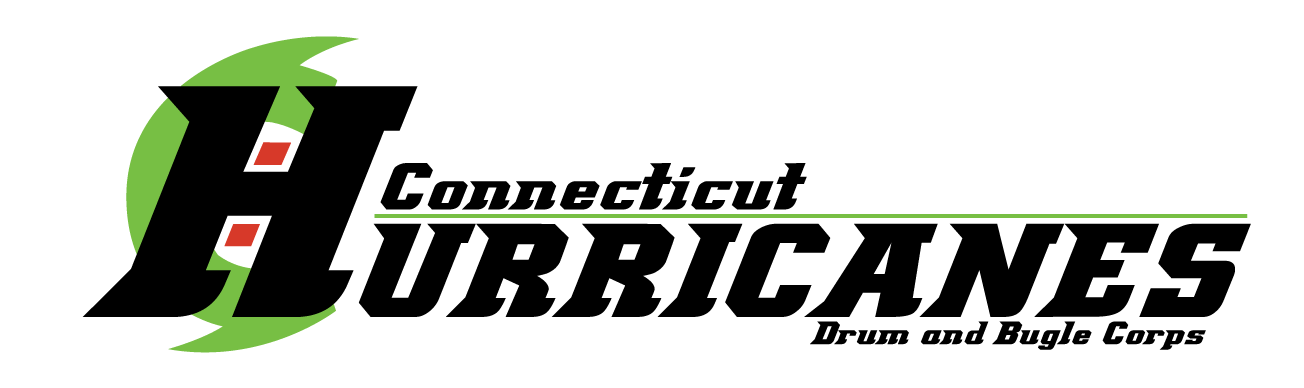 H
Connecticut
HURRICANES
Drum and Bugle Corps